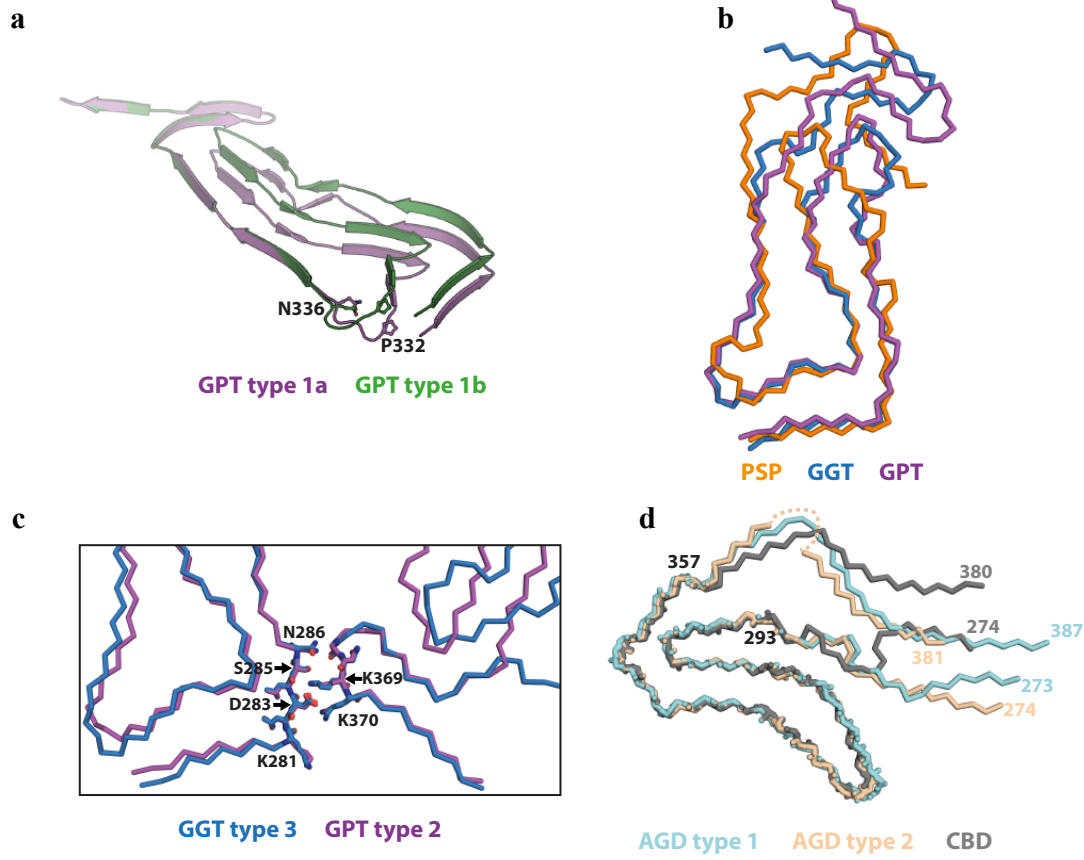 a
N336
P332
GPT type 1a GPT type 1b
b
PSP GGT GPT
c
N286
S285
K369
D283
K370
K281
GGT type 3 GPT type 2
d
357
380
293
274
387
381
273
274
AGD type 1 AGD type 2 CBD